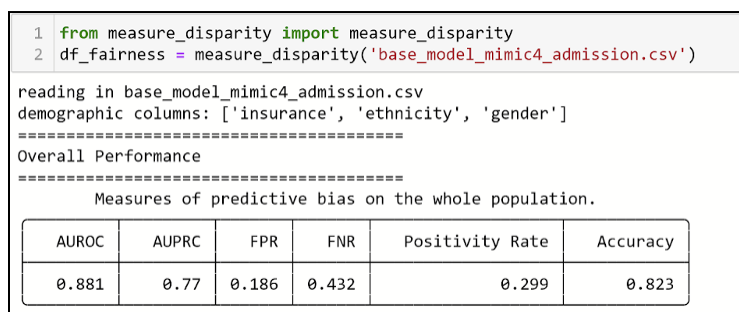 1 from measure_disparity import measure_disparity
2 df_fairness = measure_disparity('base_model_mimic4_admission.csv')
reading in base_model_mimic4_admission.csv
demographic columns: ['insurance', 'ethnicity', 'gender']
========================================
Overall Performance
========================================
Measures of predictive bias on the whole population.
AUROC AUPRC FPR FNR Positivity Rate Accuracy
0.881 0.77 0.186 0.432 0.299 0.823